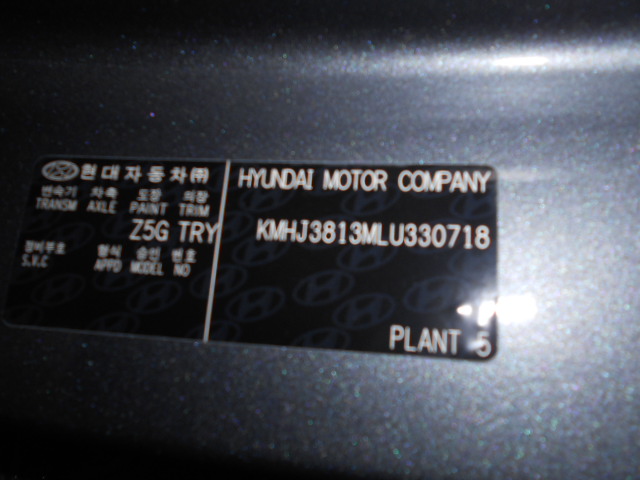 현대자동차㈜
변속기 차축 도장 의장
TRANSM AXLE PAINT TRIM
Z5G TRY
정비부호 형식 승인 번호
S.V.C APPD MODEL NO
HYUNDAI MOTOR COMPANY
KMHJ3813MLU330718
PLANT 5